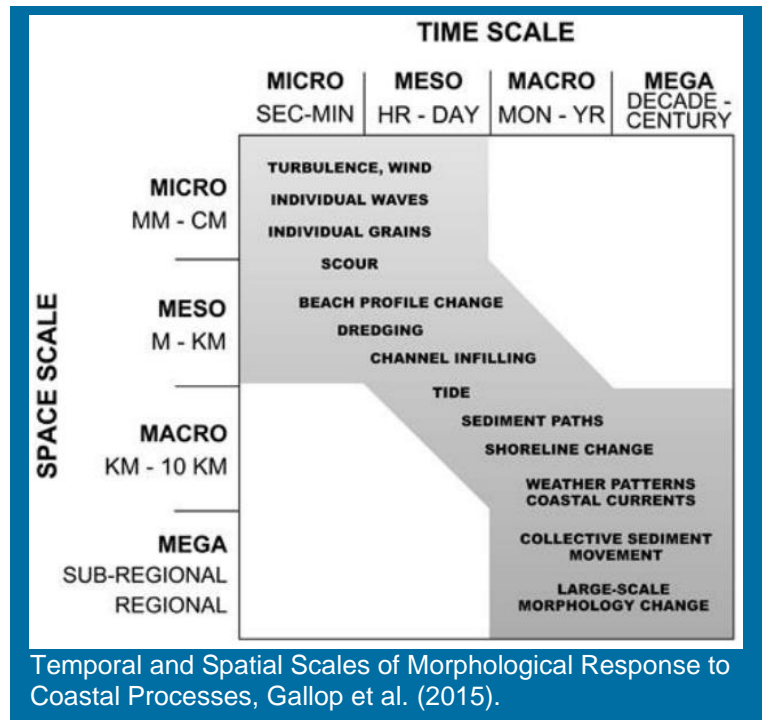 TIME SCALE
MICRO MESO MACRO MEGA
SEC-MIN HR - DAY MON - YR DECADE - CENTURY
SPACE SCALE
MICRO
MM - CM
MESO
M - KM
MACRO
KM - 10 KM
MEGA
SUB-REGIONAL
REGIONAL
TURBULENCE, WIND
INDIVIDUAL WAVES
INDIVIDUAL GRAINS
SCOUR
BEACH PROFILE CHANGE
DREDGING
CHANNEL INFILLING
TIDE
SEDIMENT PATHS
SHORELINE CHANGE
WEATHER PATTERNS
COASTAL CURRENTS
COLLECTIVE SEDIMENT
MOVEMENT
LARGE-SCALE
MORPHOLOGY CHANGE
Temporal and Spatial Scales of Morphological Response to
Coastal Processes, Gallop et al. (2015).